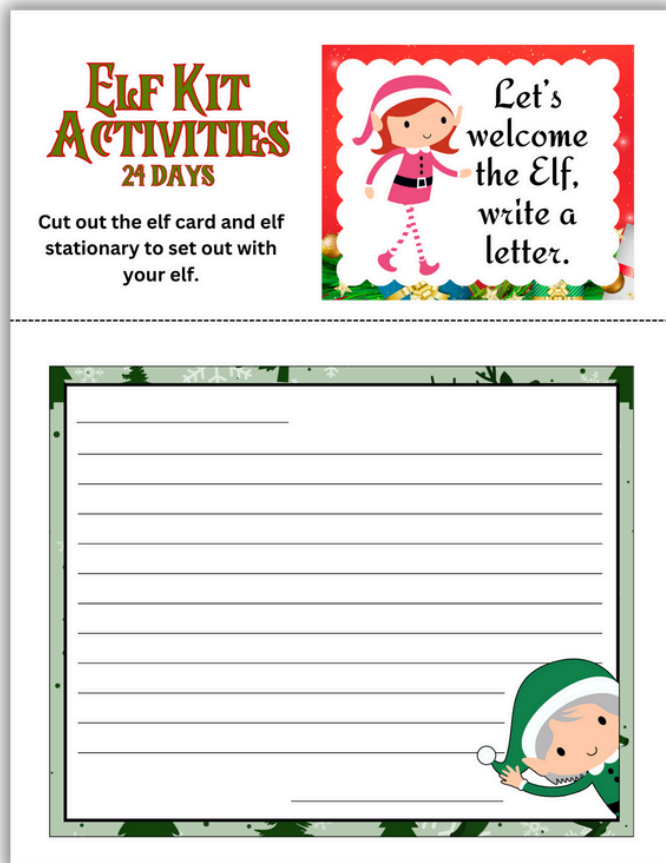 ELF KIT
ACTIVITIES
24 DAYS
Cut out the elf card and elf
stationary to set out with
your elf.
Let's
welcome
the Elf,
write a
letter.